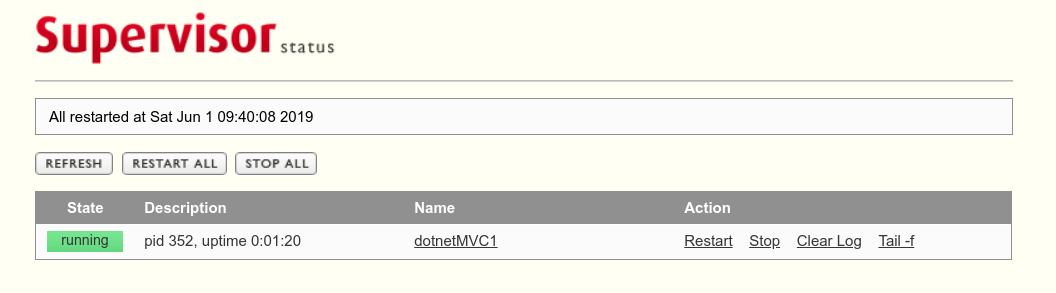 Supervisor status
All restarted at Sat Jun 1 09:40:08 2019
REFRESH RESTART ALL STOP ALL
State Description Name Action
running pid 352, uptime 0:01:20 dotnetMVC1 Restart Stop Clear Log Tail -f